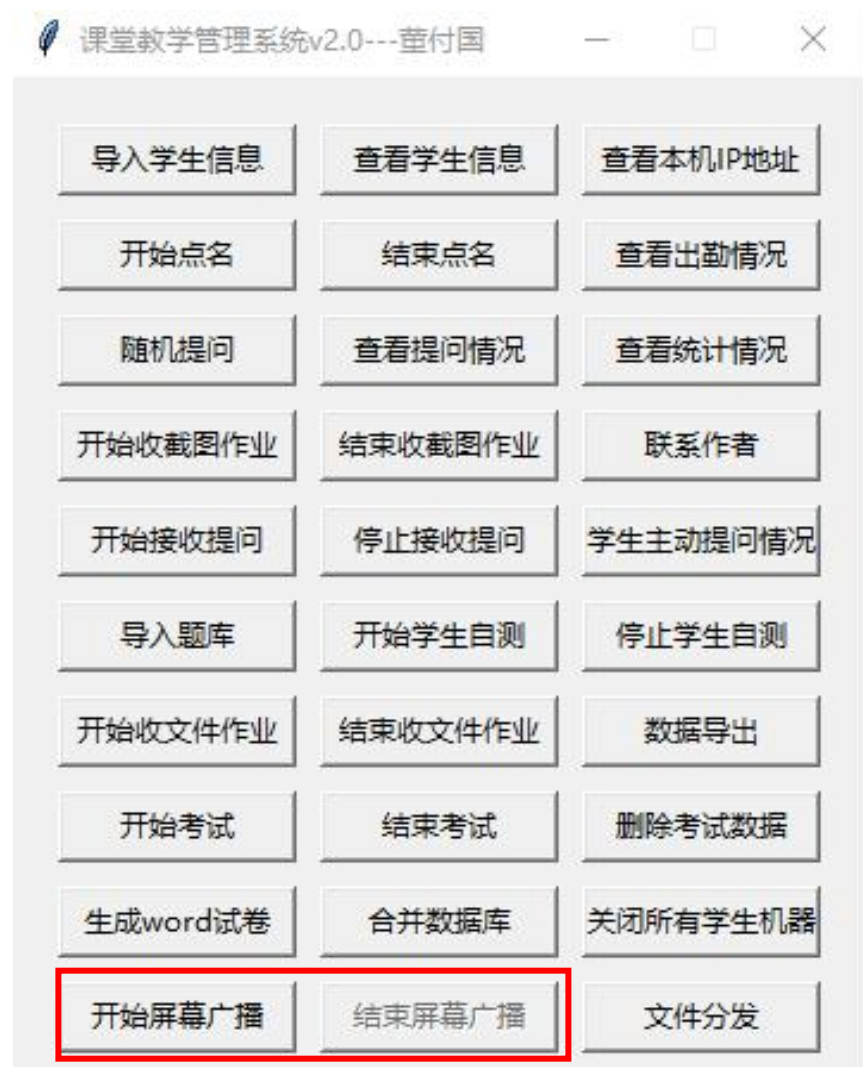 课堂教学管理系统v2.0---董付国
导入学生信息 查看学生信息 查看本机IP地址
开始点名 结束点名 查看出勤情况
随机提问 查看提问情况 查看统计情况
开始收截图作业 结束收截图作业 联系作者
开始接收提问 停止接收提问 学生主动提问情况
导入题库 开始学生自测 停止学生自测
开始收文件作业 结束收文件作业 数据导出
开始考试 结束考试 删除考试数据
生成word试卷 合并数据库 关闭所有学生机器
开始屏幕广播 结束屏幕广播 文件分发